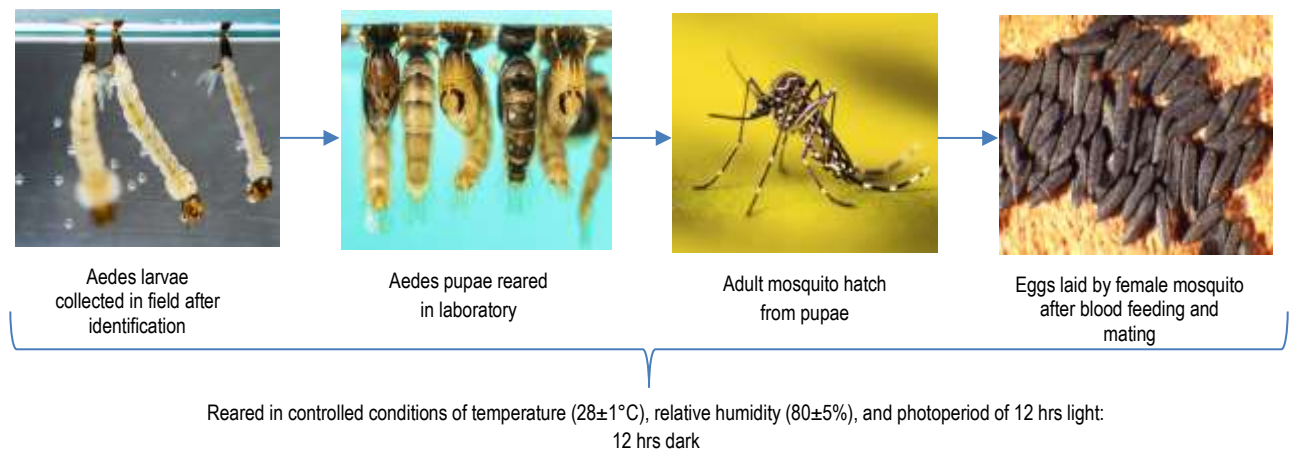 Aedes larvae
collected in field after
identification
Aedes pupae reared
in laboratory
Adult mosquito hatch
from pupae
Eggs laid by female mosquito
after blood feeding and
mating
Reared in controlled conditions of temperature (28±1°C), relative humidity (80±5%), and photoperiod of 12 hrs light:
12 hrs dark